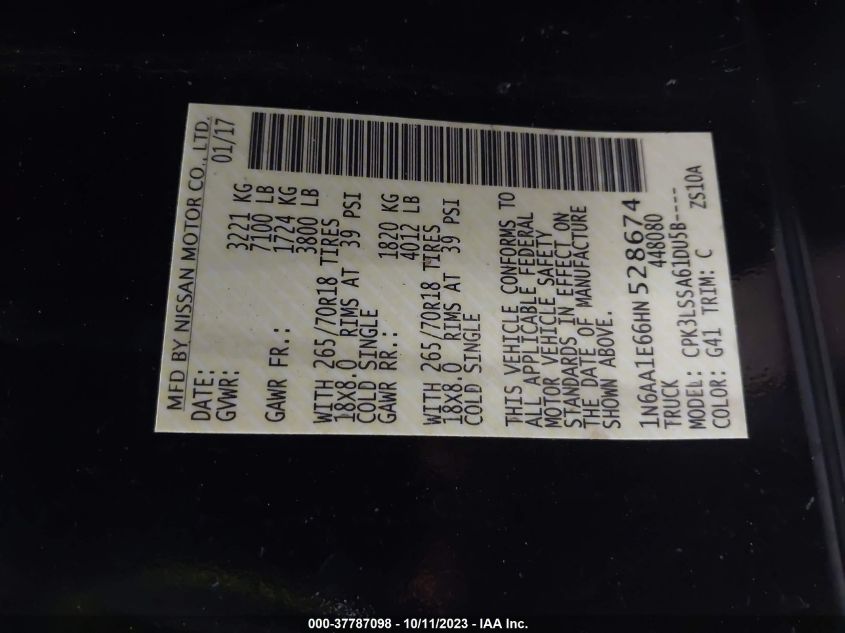 MFD BY NISSAN MOTOR CO., LTD.
DATE: 01/17
GVWR: 3221 KG
7100 LB
GAWR FR.: 1724 KG
3800 LB
WITH 265/70R18 TIRES
18X8.0 RIMS AT 39 PSI
COLD SINGLE
GAWR RR.: 1820 KG
4012 LB
WITH 265/70R18 TIRES
18X8.0 RIMS AT 39 PSI
COLD SINGLE
THIS VEHICLE CONFORMS TO
ALL APPLICABLE FEDERAL
MOTOR VEHICLE SAFETY
STANDARDS IN EFFECT ON
THE DATE OF MANUFACTURE
SHOWN ABOVE.
1N6AA1E66HN528674
TRUCK 448080
MODEL: CPK3LSSA61DUSB----
COLOR: G41 TRIM: C ZS10A
000-37787098 - 10/11/2023 - IAA Inc.